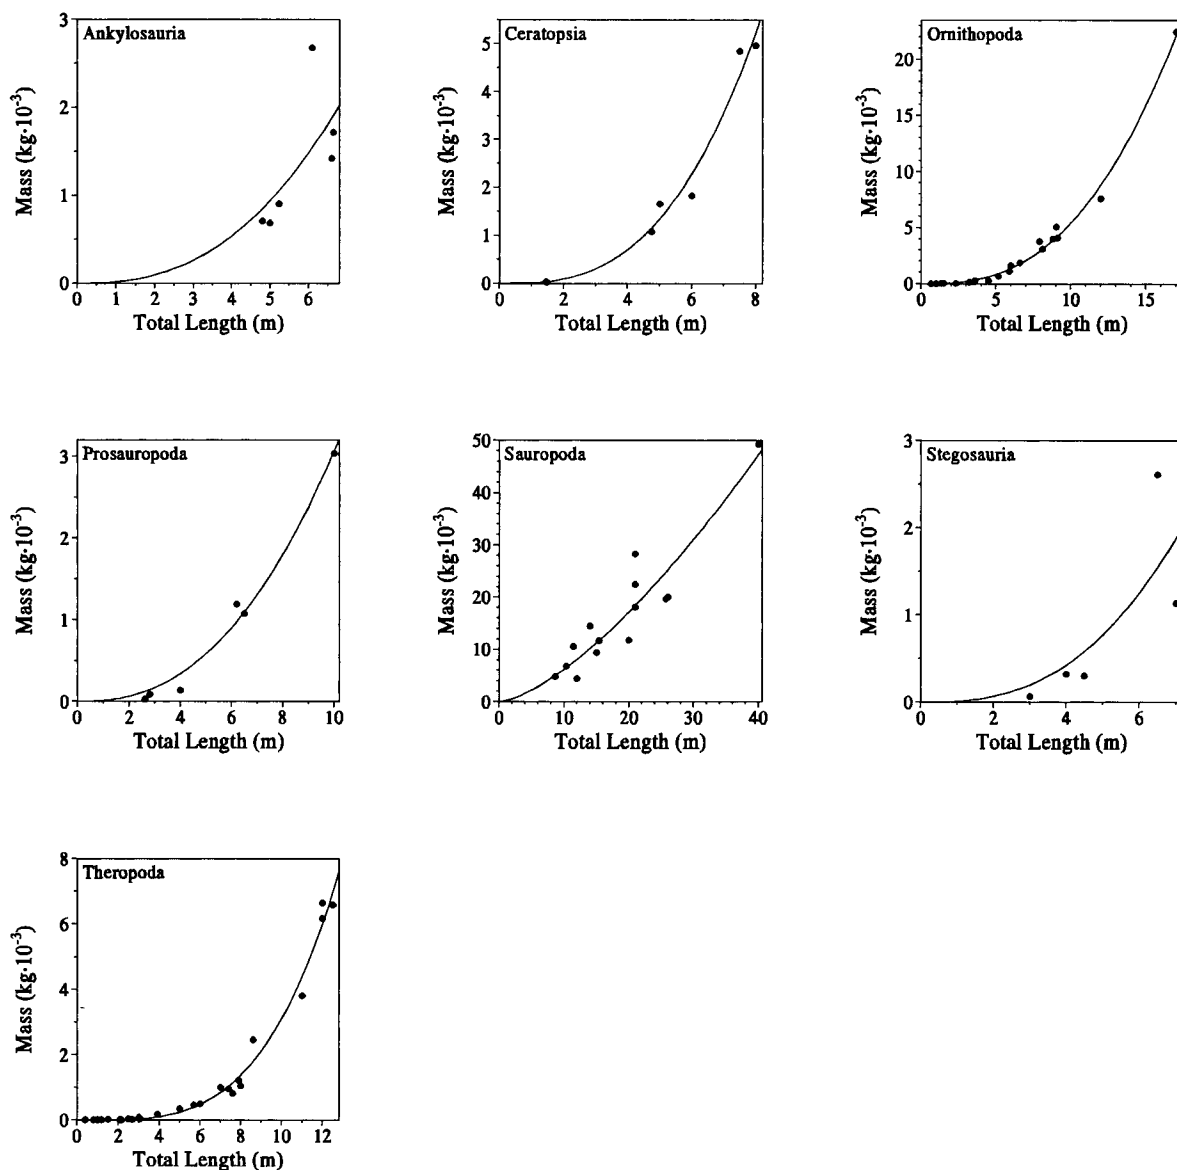 Ankylosauria
Mass (kg·10⁻³)
3
2
1
0
0 1 2 3 4 5 6
Total Length (m)
Ceratopsia
Mass (kg·10⁻³)
5
4
3
2
1
0
0 2 4 6 8
Total Length (m)
Ornithopoda
Mass (kg·10⁻³)
20
15
10
5
0
0 5 10 15
Total Length (m)
Prosauropoda
Mass (kg·10⁻³)
3
2
1
0
0 2 4 6 8 10
Total Length (m)
Sauropoda
Mass (kg·10⁻³)
50
40
30
20
10
0
0 10 20 30 40
Total Length (m)
Stegosauria
Mass (kg·10⁻³)
3
2
1
0
0 2 4 6
Total Length (m)
Theropoda
Mass (kg·10⁻³)
8
6
4
2
0
0 2 4 6 8 10 12
Total Length (m)